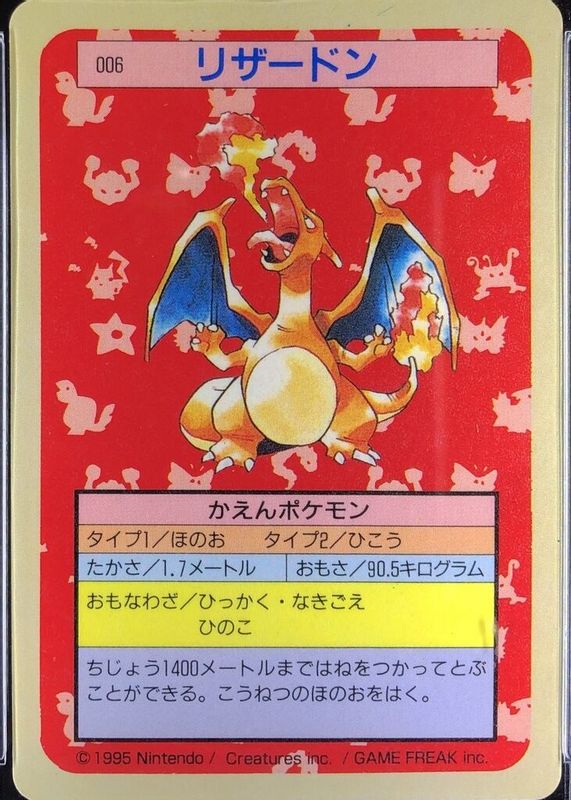 006 リザードン
かえんポケモン
タイプ1/ほのお タイプ2/ひこう
たかさ/1.7メートル おもさ/90.5キログラム
おもなわざ/ひっかく・なきごえ
ひのこ
ちじょう1400メートルまではねをつかってとぶ
ことができる。こうねつのほのおをはく。
©1995 Nintendo / Creatures inc. / GAME FREAK inc.